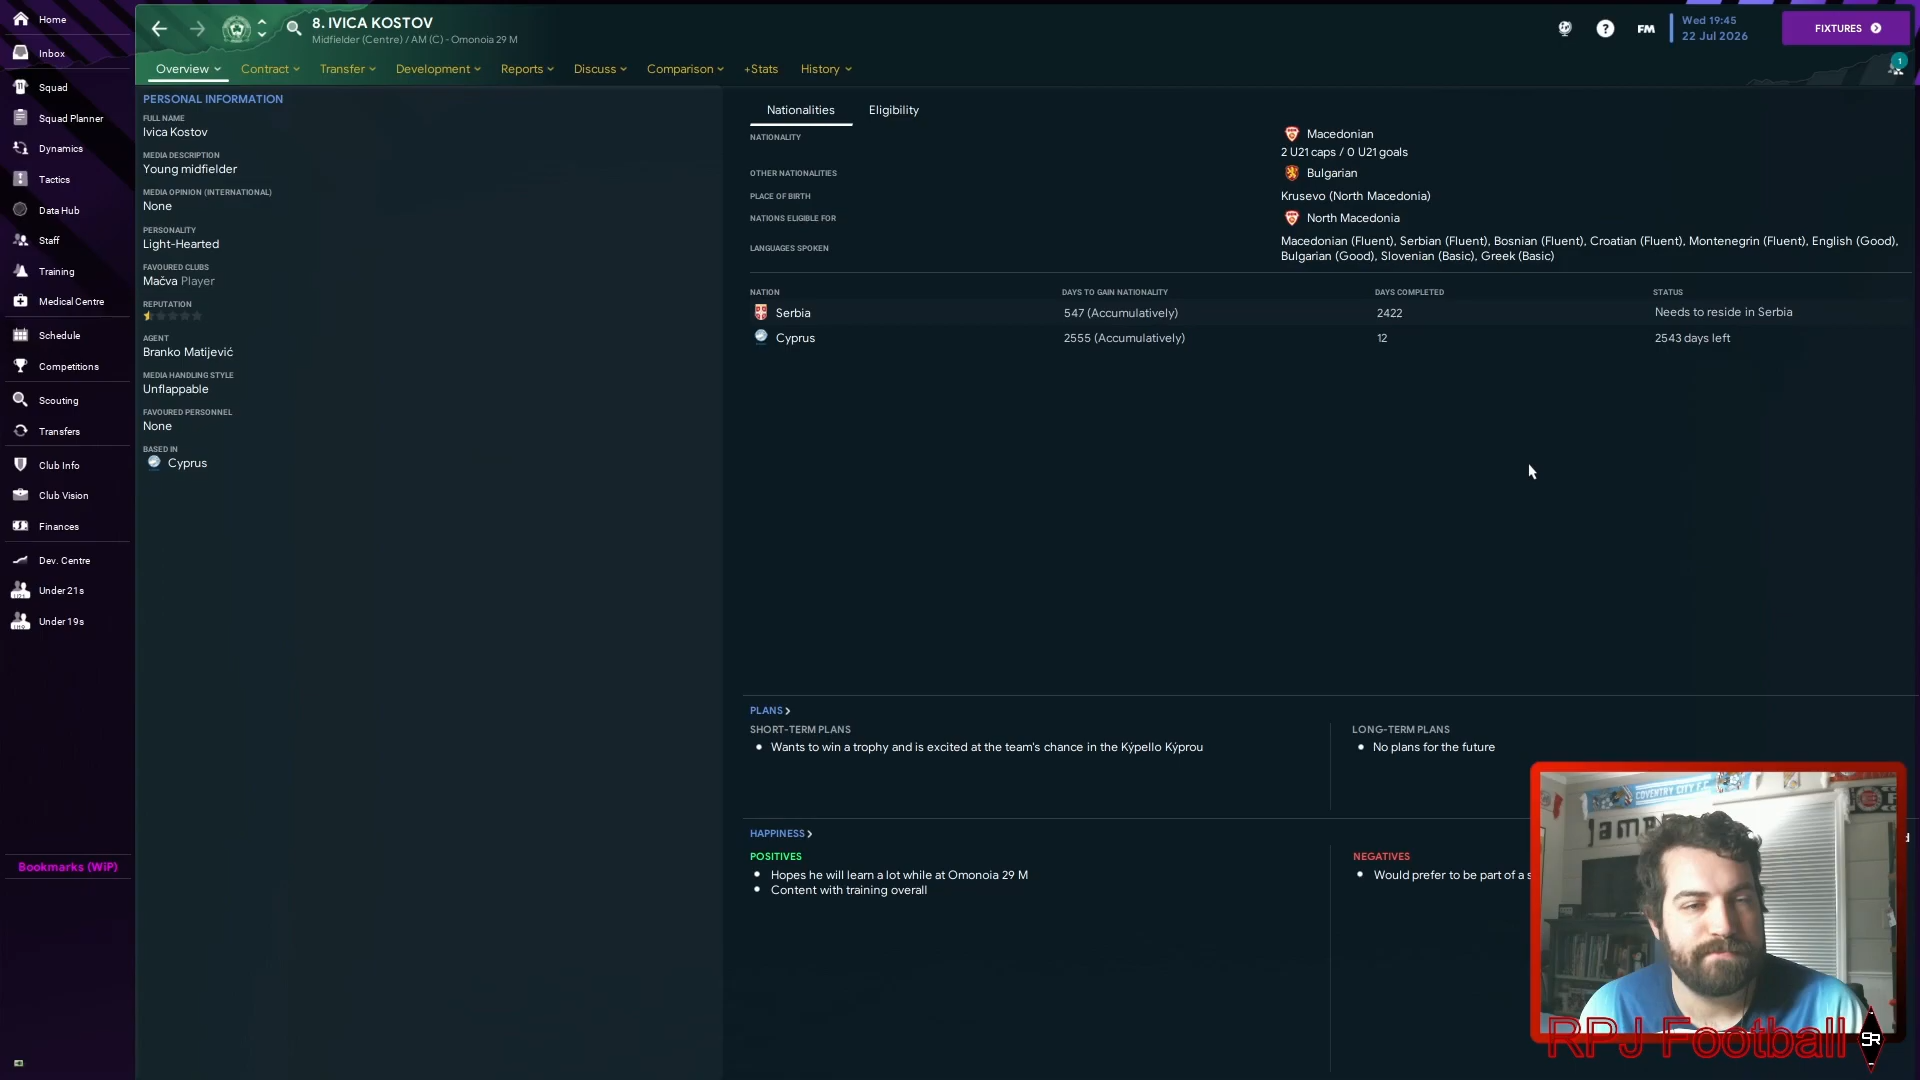 Home
Inbox
Squad
Squad Planner
Dynamics
Tactics
Data Hub
Staff
Training
Medical Centre
Schedule
Competitions
Scouting
Transfers
Club Info
Club Vision
Finances
Dev. Centre
Under 21s
Under 19s
Bookmarks (WiP)
8. IVICA KOSTOV
Midfielder (Centre) / AM (C) - Omonoia 29 M
?
FM
Wed 19:45
22 Jul 2026
FIXTURES
Overview
Contract
Transfer
Development
Reports
Discuss
Comparison
+Stats
History
1
PERSONAL INFORMATION
FULL NAME
Ivica Kostov
MEDIA DESCRIPTION
Young midfielder
MEDIA OPINION (INTERNATIONAL)
None
PERSONALITY
Light-Hearted
FAVOURED CLUBS
Mačva Player
REPUTATION
AGENT
Branko Matijević
MEDIA HANDLING STYLE
Unflappable
FAVOURED PERSONNEL
None
BASED IN
Cyprus
Nationalities
Eligibility
NATIONALITY
Macedonian
2 U21 caps / 0 U21 goals
OTHER NATIONALITIES
Bulgarian
PLACE OF BIRTH
Krusevo (North Macedonia)
NATIONS ELIGIBLE FOR
North Macedonia
LANGUAGES SPOKEN
Macedonian (Fluent), Serbian (Fluent), Bosnian (Fluent), Croatian (Fluent), Montenegrin (Fluent), English (Good),
Bulgarian (Good), Slovenian (Basic), Greek (Basic)
NATION DAYS TO GAIN NATIONALITY DAYS COMPLETED STATUS
Serbia 547 (Accumulatively) 2422 Needs to reside in Serbia
Cyprus 2555 (Accumulatively) 12 2543 days left
PLANS
SHORT-TERM PLANS
Wants to win a trophy and is excited at the team's chance in the Kýpello Kýprou
LONG-TERM PLANS
No plans for the future
HAPPINESS
POSITIVES
Hopes he will learn a lot while at Omonoia 29 M
Content with training overall
NEGATIVES
Would prefer to be part of a s
COVENTRY CITY F.C
RPJ Football